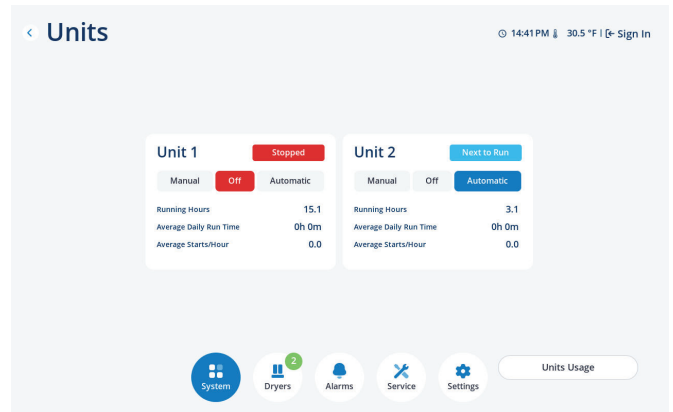 Units
14:41 PM 30.5 °F | Sign In
Unit 1 Stopped
Manual Off Automatic
Running Hours 15.1
Average Daily Run Time 0h 0m
Average Starts/Hour 0.0
Unit 2 Next to Run
Manual Off Automatic
Running Hours 3.1
Average Daily Run Time 0h 0m
Average Starts/Hour 0.0
System
2
Dryers
Alarms
Service
Settings
Units Usage